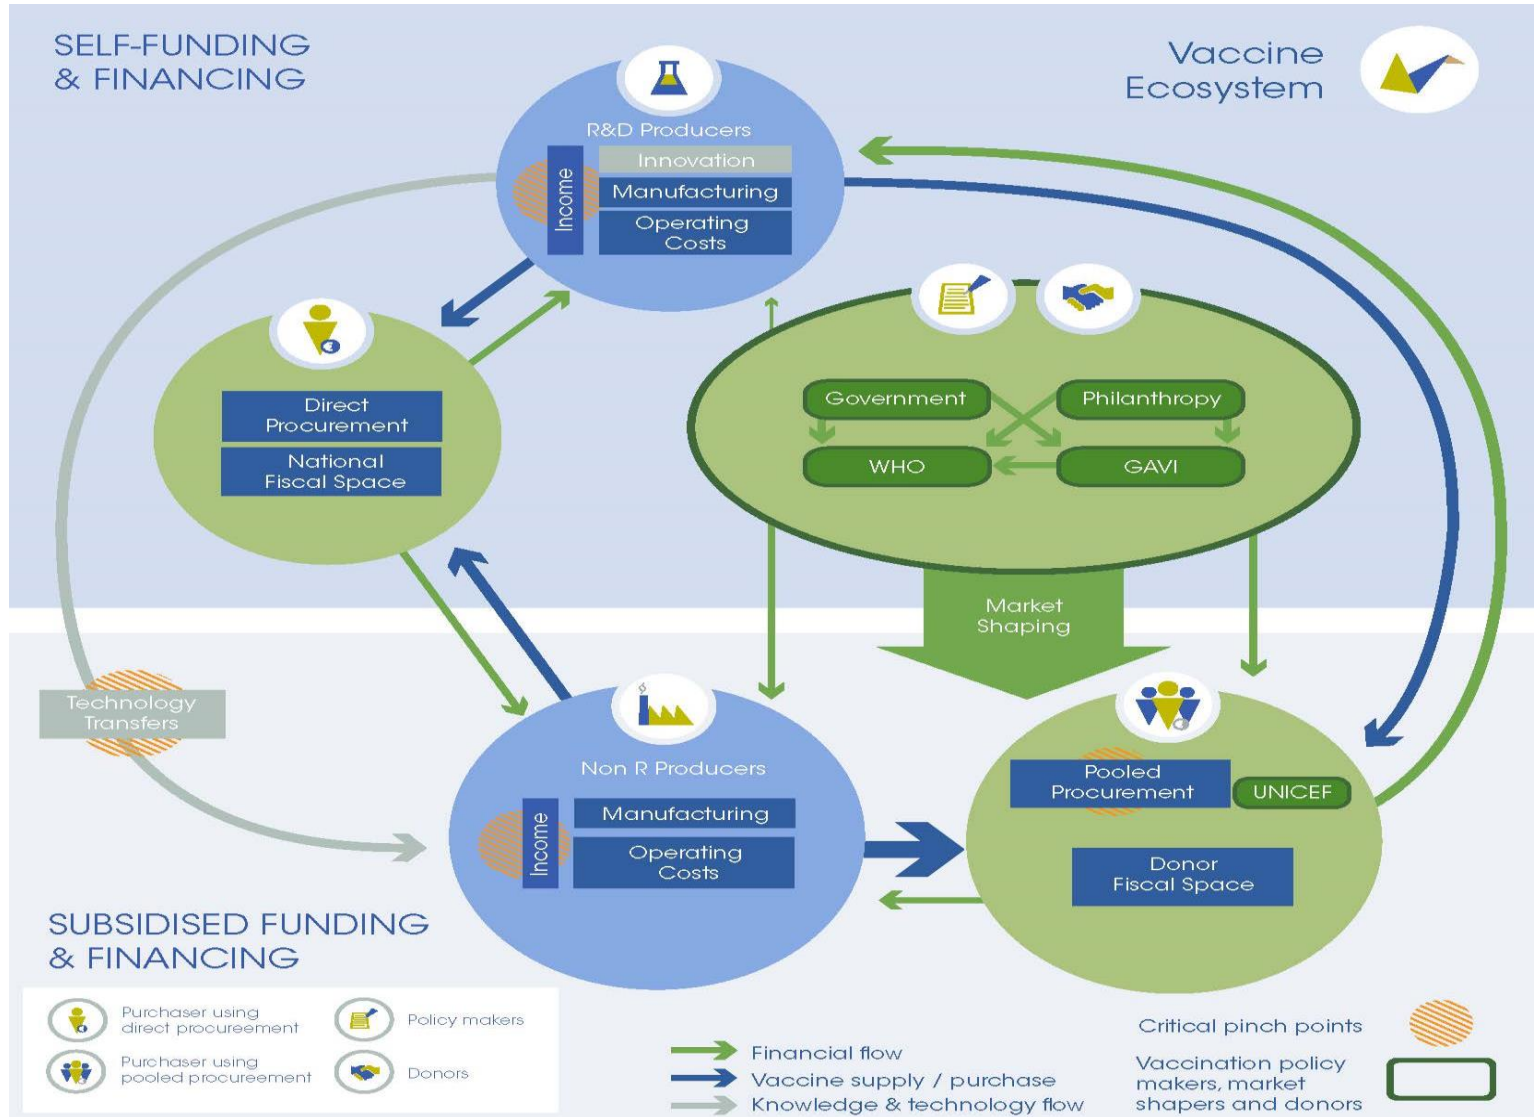 SELF-FUNDING
& FINANCING
Vaccine
Ecosystem
R&D Producers
Innovation
Manufacturing
Operating
Costs
Income
Direct
Procurement
National
Fiscal Space
Government
Philanthropy
WHO
GAVI
Market
Shaping
Technology
Transfers
Non R Producers
Manufacturing
Operating
Costs
Income
Pooled
Procurement
UNICEF
Donor
Fiscal Space
SUBSIDISED FUNDING
& FINANCING
Purchaser using
direct procureement
Policy makers
Purchaser using
pooled procureement
Donors
Financial flow
Vaccine supply / purchase
Knowledge & technology flow
Critical pinch points
Vaccination policy
makers, market
shapers and donors